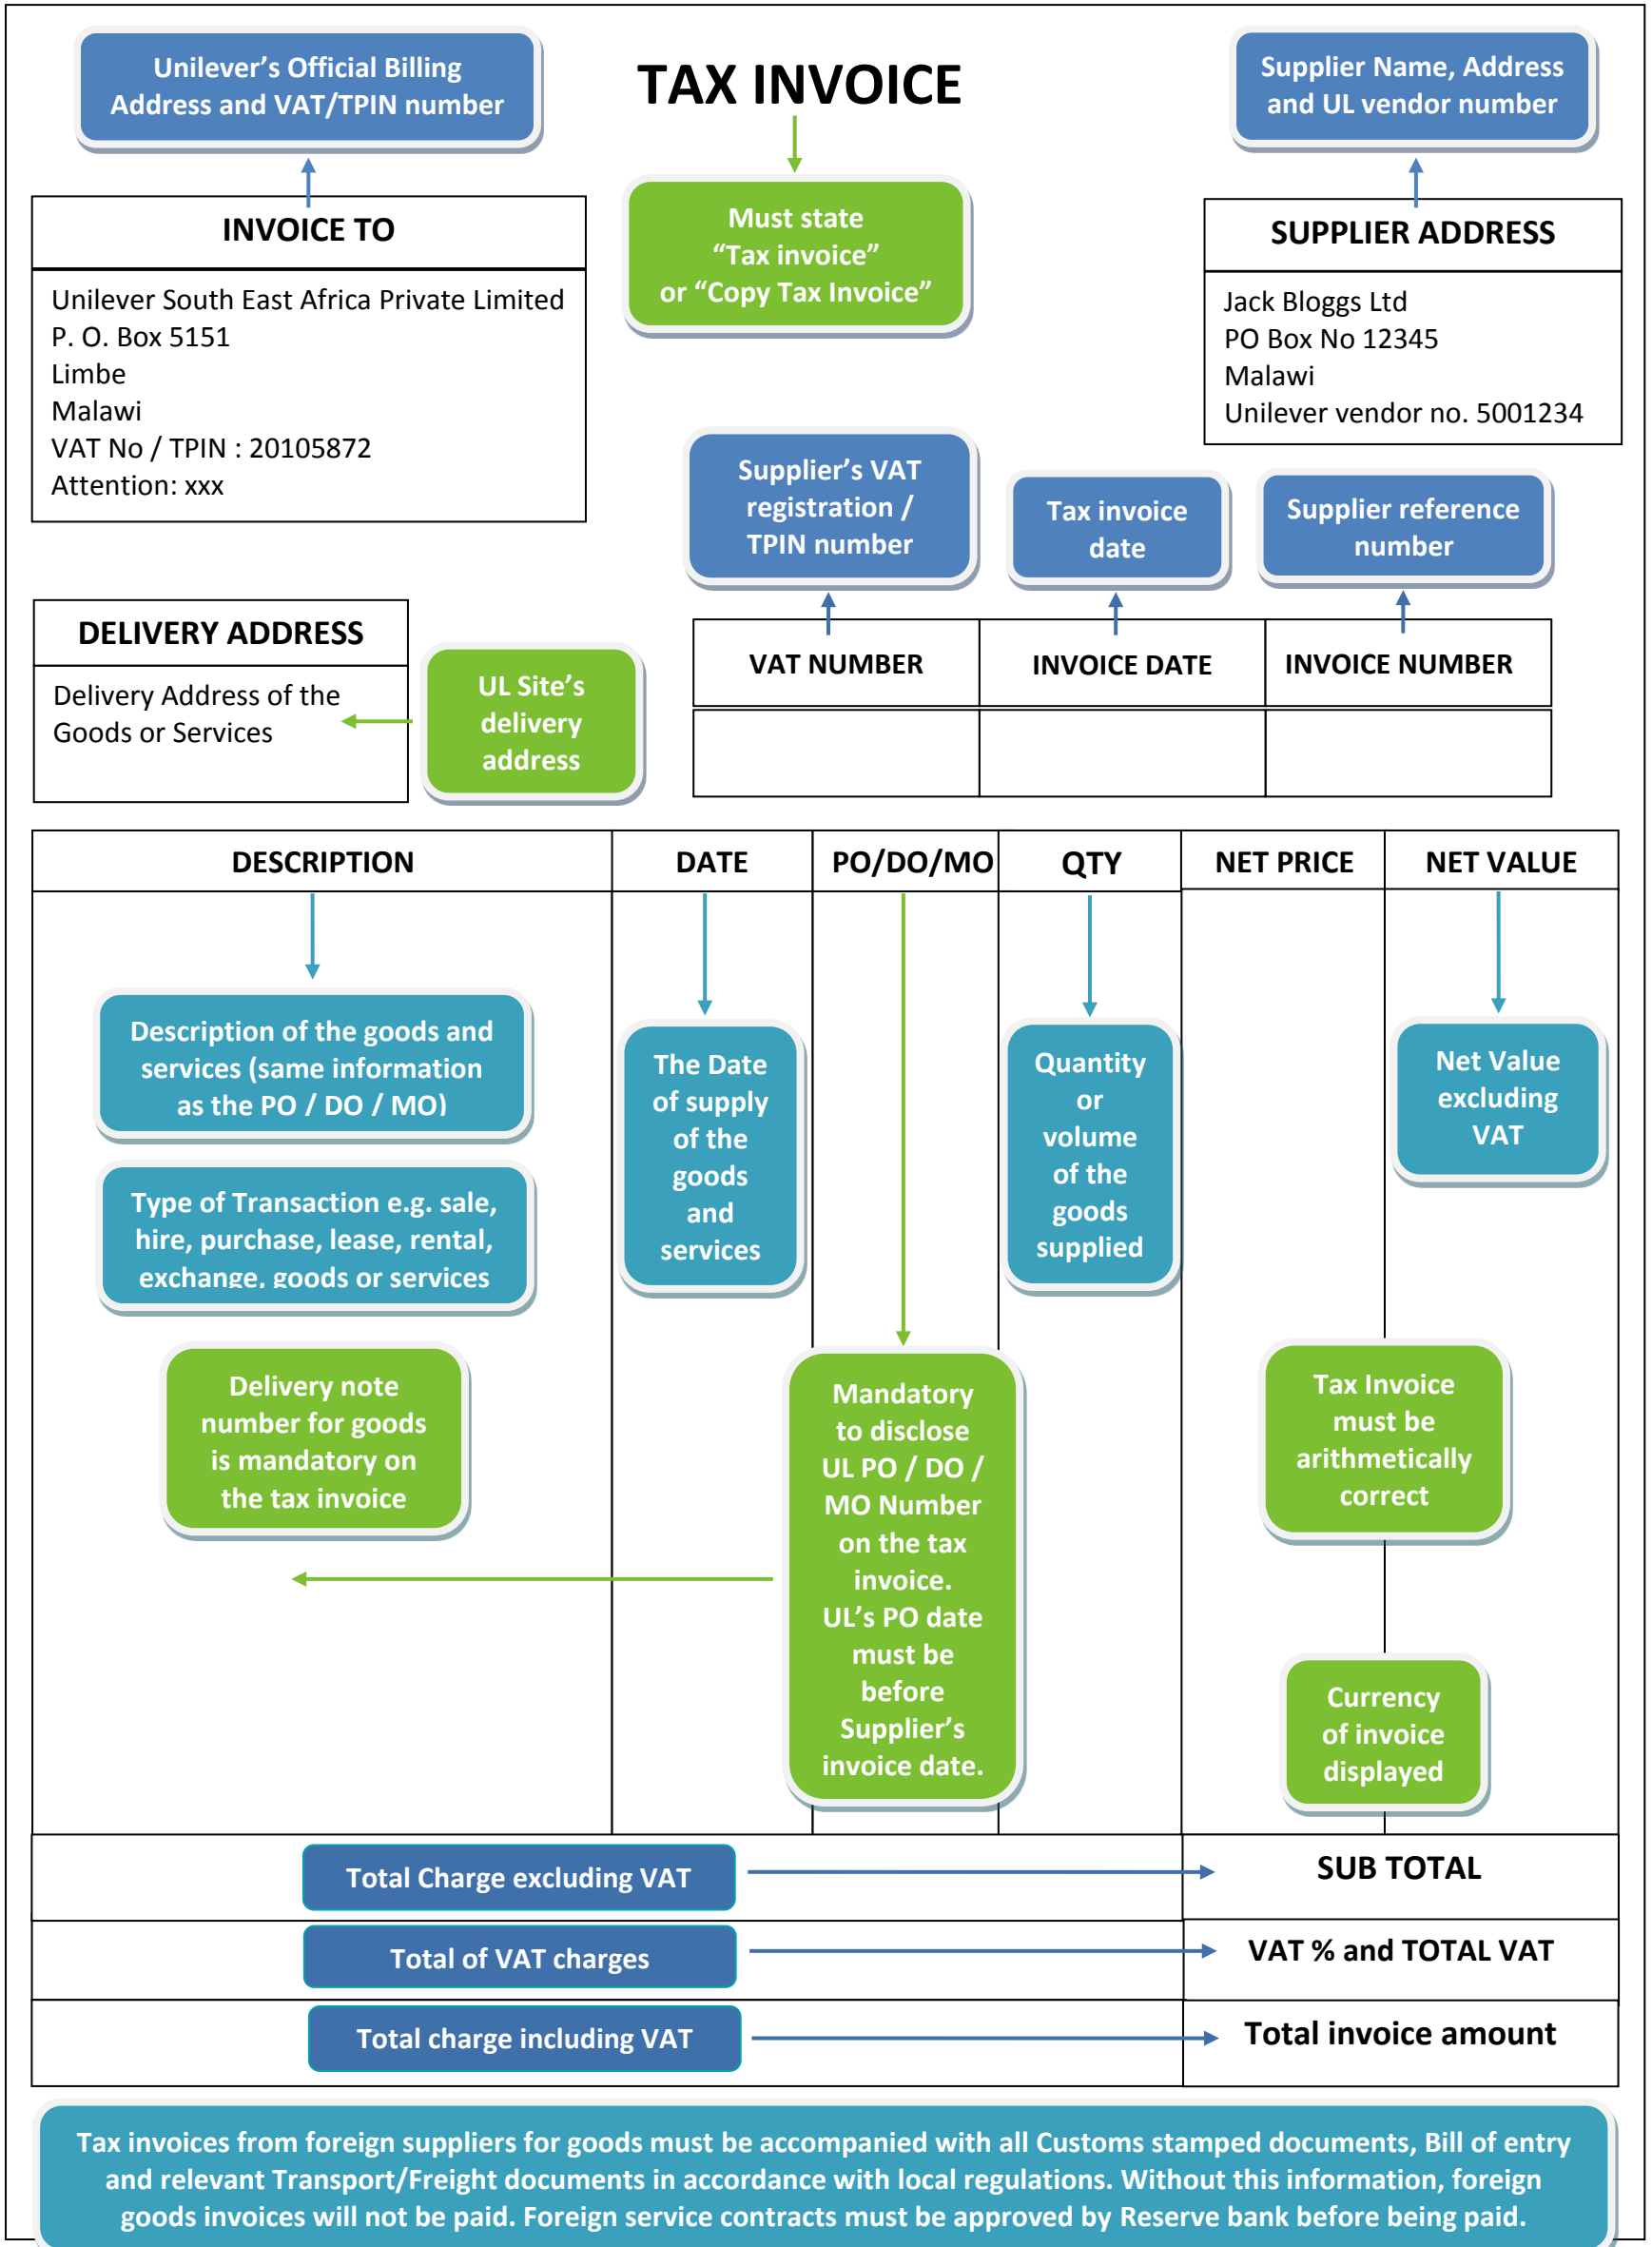 Unilever's Official Billing
Address and VAT/TPIN number
TAX INVOICE
Supplier Name, Address
and UL vendor number
Must state
“Tax invoice”
or “Copy Tax Invoice”
INVOICE TO
Unilever South East Africa Private Limited
P. O. Box 5151
Limbe
Malawi
VAT No / TPIN : 20105872
Attention: xxx
SUPPLIER ADDRESS
Jack Bloggs Ltd
PO Box No 12345
Malawi
Unilever vendor no. 5001234
Supplier’s VAT
registration /
TPIN number
Tax invoice
date
Supplier reference
number
DELIVERY ADDRESS
Delivery Address of the
Goods or Services
UL Site’s
delivery
address
VAT NUMBER
INVOICE DATE
INVOICE NUMBER
DESCRIPTION
DATE
PO/DO/MO
QTY
NET PRICE
NET VALUE
Description of the goods and
services (same information
as the PO / DO / MO)
Type of Transaction e.g. sale,
hire, purchase, lease, rental,
exchange, goods or services
Delivery note
number for goods
is mandatory on
the tax invoice
The Date
of supply
of the
goods
and
services
Mandatory
to disclose
UL PO / DO /
MO Number
on the tax
invoice.
UL’s PO date
must be
before
Supplier’s
invoice date.
Quantity
or
volume
of the
goods
supplied
Net Value
excluding
VAT
Tax Invoice
must be
arithmetically
correct
Currency
of invoice
displayed
Total Charge excluding VAT
SUB TOTAL
Total of VAT charges
VAT % and TOTAL VAT
Total charge including VAT
Total invoice amount
Tax invoices from foreign suppliers for goods must be accompanied with all Customs stamped documents, Bill of entry
and relevant Transport/Freight documents in accordance with local regulations. Without this information, foreign
goods invoices will not be paid. Foreign service contracts must be approved by Reserve bank before being paid.